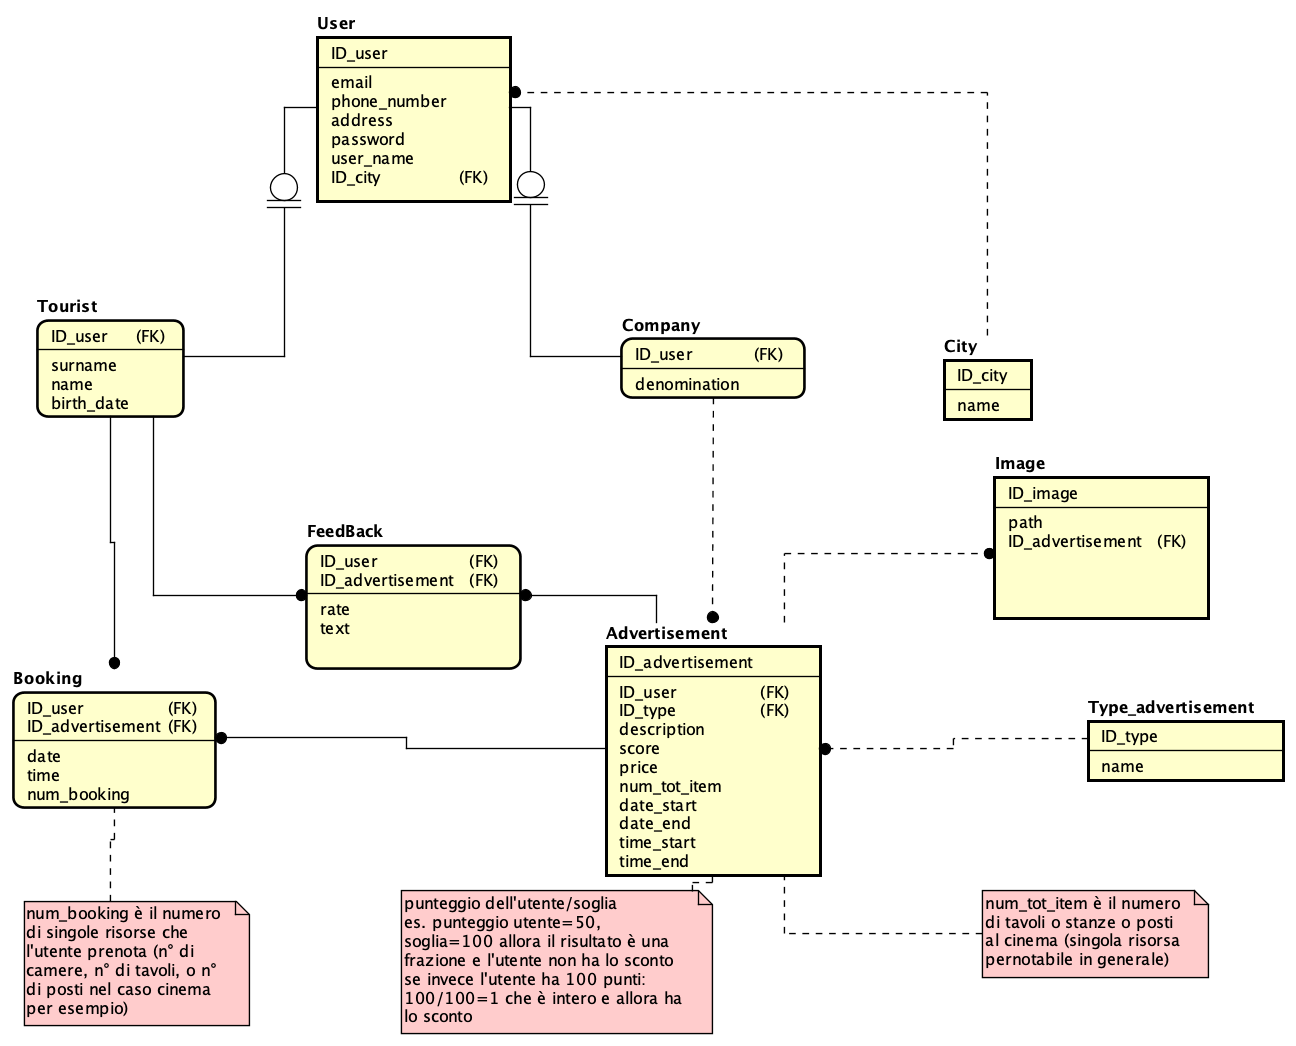 User
ID_user
email
phone_number
address
password
user_name
ID_city (FK)
Tourist
ID_user (FK)
surname
name
birth_date
Company
ID_user (FK)
denomination
City
ID_city
name
Image
ID_image
path
ID_advertisement (FK)
FeedBack
ID_user (FK)
ID_advertisement (FK)
rate
text
Advertisement
ID_advertisement
ID_user (FK)
ID_type (FK)
description
score
price
num_tot_item
date_start
date_end
time_start
time_end
Booking
ID_user (FK)
ID_advertisement (FK)
date
time
num_booking
Type_advertisement
ID_type
name
num_booking è il numero
di singole risorse che
l'utente prenota (n° di
camere, n° di tavoli, o n°
di posti nel caso cinema
per esempio)
punteggio dell'utente/soglia
es. punteggio utente=50,
soglia=100 allora il risultato è una
frazione e l'utente non ha lo sconto
se invece l'utente ha 100 punti:
100/100=1 che è intero e allora ha
lo sconto
num_tot_item è il numero
di tavoli o stanze o posti
al cinema (singola risorsa
pernotabile in generale)